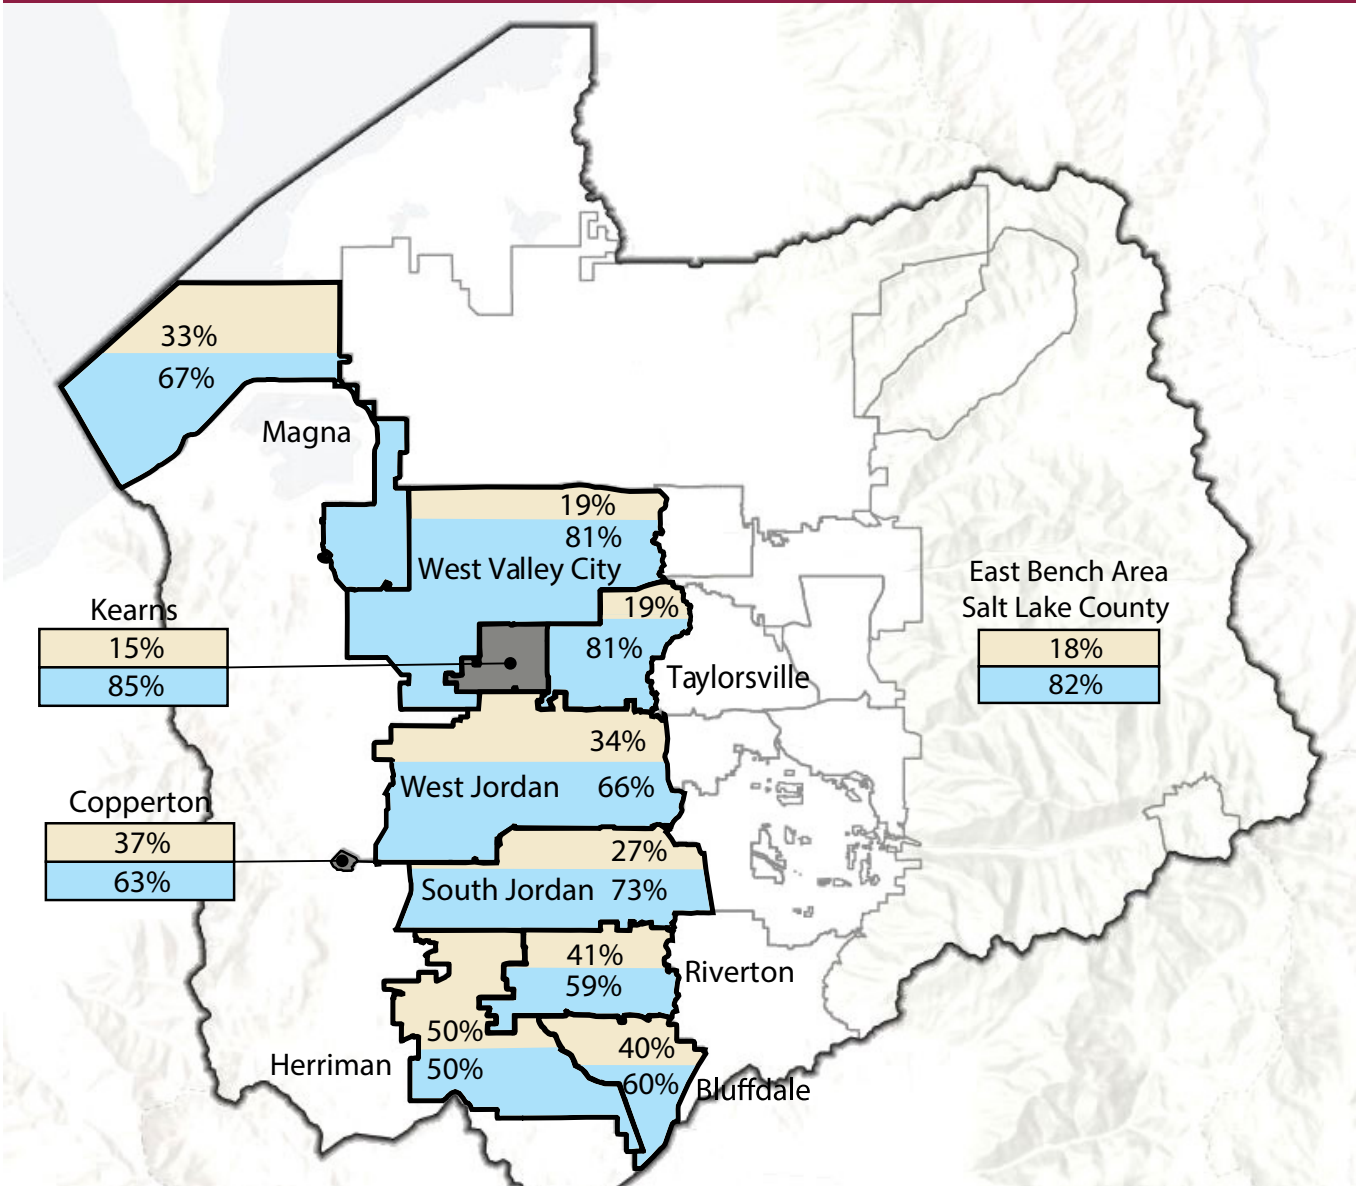 33%
67%
Magna
19%
81%
West Valley City
East Bench Area
Salt Lake County
18%
82%
Kearns
15%
85%
19%
81%
Taylorsville
34%
West Jordan 66%
Copperton
37%
63%
27%
South Jordan 73%
41%
59%
Riverton
50%
50%
Herriman
40%
60%
Bluffdale